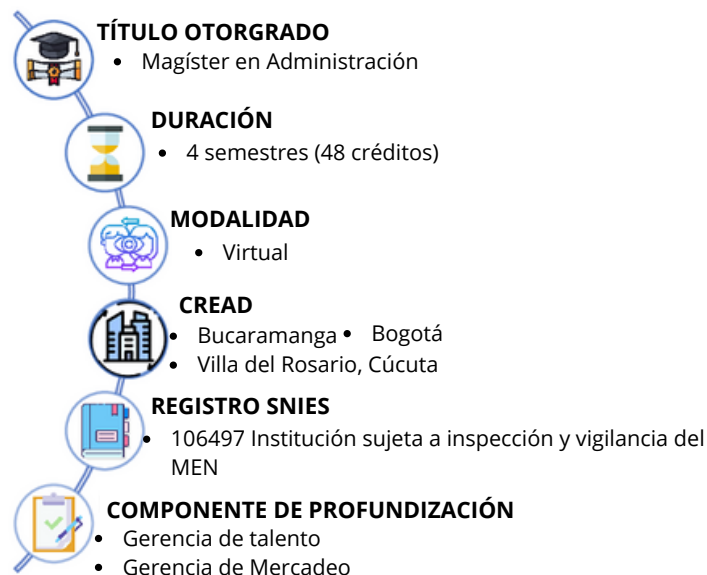 TÍTULO OTORGRADO
• Magíster en Administración
DURACIÓN
• 4 semestres (48 créditos)
MODALIDAD
• Virtual
CREAD
• Bucaramanga • Bogotá
• Villa del Rosario, Cúcuta
REGISTRO SNIES
• 106497 Institución sujeta a inspección y vigilancia del
MEN
COMPONENTE DE PROFUNDIZACIÓN
• Gerencia de talento
• Gerencia de Mercadeo